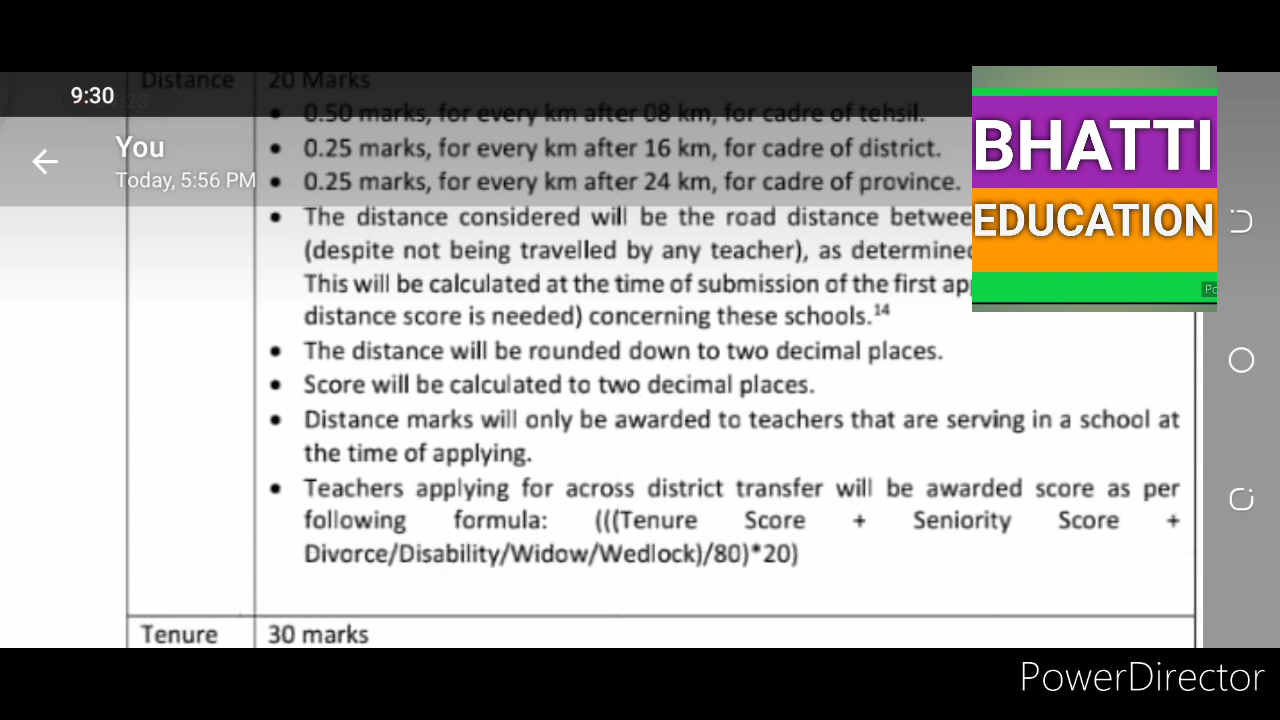 Distance 20 Marks
9:30
• 0.50 marks, for every km after 08 km, for cadre of tehsil.
You
• 0.25 marks, for every km after 16 km, for cadre of district.
Today, 5:56 PM
• 0.25 marks, for every km after 24 km, for cadre of province.
BHATTI
EDUCATION
• The distance considered will be the road distance
(despite not being travelled by any teacher), as
This will be calculated at the time of submission of the first
distance score is needed) concerning these schools.14
• The distance will be rounded down to two decimal places.
• Score will be calculated to two decimal places.
• Distance marks will only be awarded to teachers that are serving in a school at
the time of applying.
• Teachers applying for across district transfer will be awarded score as per
following formula: (((Tenure Score + Seniority Score +
Divorce/Disability/Widow/Wedlock)/80)*20)
Tenure 30 marks
PowerDirector